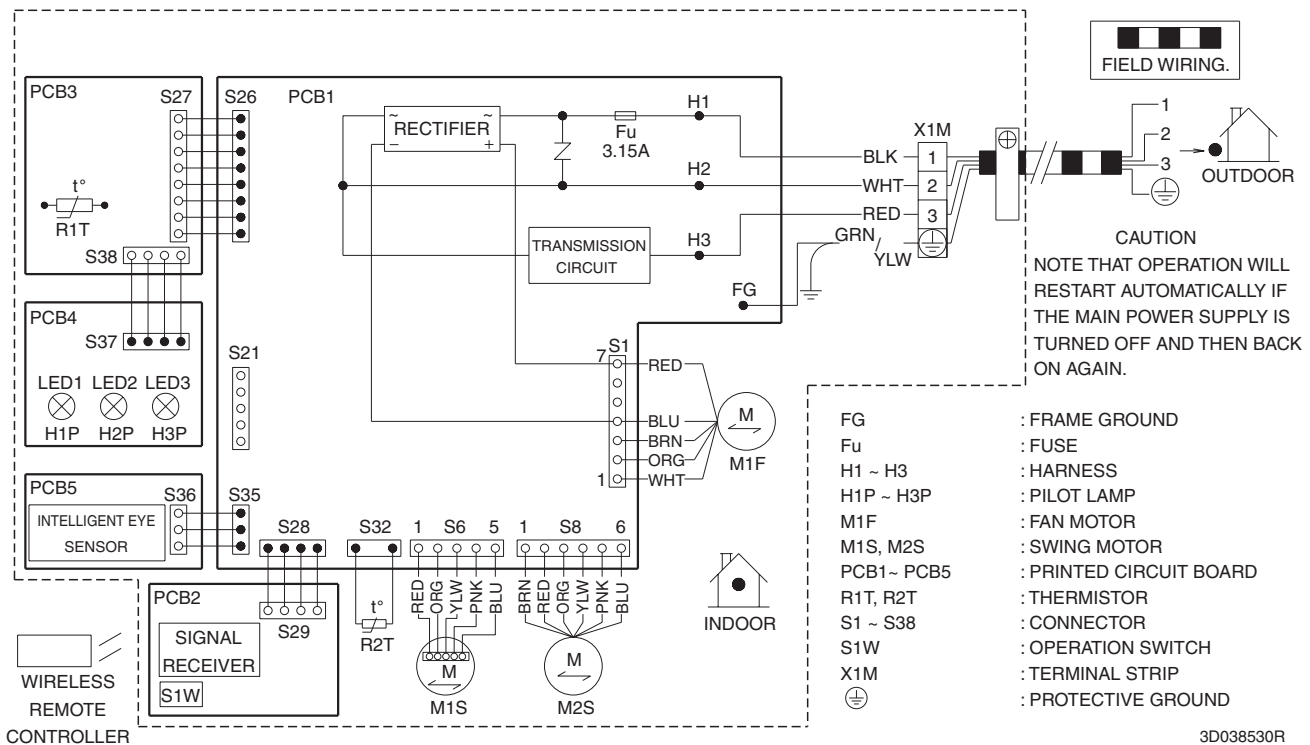 FIELD WIRING.
PCB3
S27
S26
PCB1
RECTIFIER
~
~
−
+
Fu
3.15A
H1
H2
H3
X1M
BLK
1
WHT
2
RED
3
GRN/
YLW
1
2
3
OUTDOOR
t°
R1T
S38
TRANSMISSION
CIRCUIT
FG
CAUTION
NOTE THAT OPERATION WILL
RESTART AUTOMATICALLY IF
THE MAIN POWER SUPPLY IS
TURNED OFF AND THEN BACK
ON AGAIN.
PCB4
S37
LED1 LED2 LED3
H1P H2P H3P
S21
S1
7
RED
BLU
BRN
ORG
1
WHT
M
M1F
PCB5
S36
S35
INTELLIGENT EYE
SENSOR
S28
S32
1 S6 5
1 S8 6
RED
ORG
YLW
PNK
BLU
BRN
RED
ORG
YLW
PNK
BLU
PCB2
S29
SIGNAL
RECEIVER
S1W
t°
R2T
M
M1S
M
M2S
INDOOR
WIRELESS
REMOTE
CONTROLLER
FG : FRAME GROUND
Fu : FUSE
H1 ~ H3 : HARNESS
H1P ~ H3P : PILOT LAMP
M1F : FAN MOTOR
M1S, M2S : SWING MOTOR
PCB1~ PCB5 : PRINTED CIRCUIT BOARD
R1T, R2T : THERMISTOR
S1 ~ S38 : CONNECTOR
S1W : OPERATION SWITCH
X1M : TERMINAL STRIP
: PROTECTIVE GROUND
3D038530R